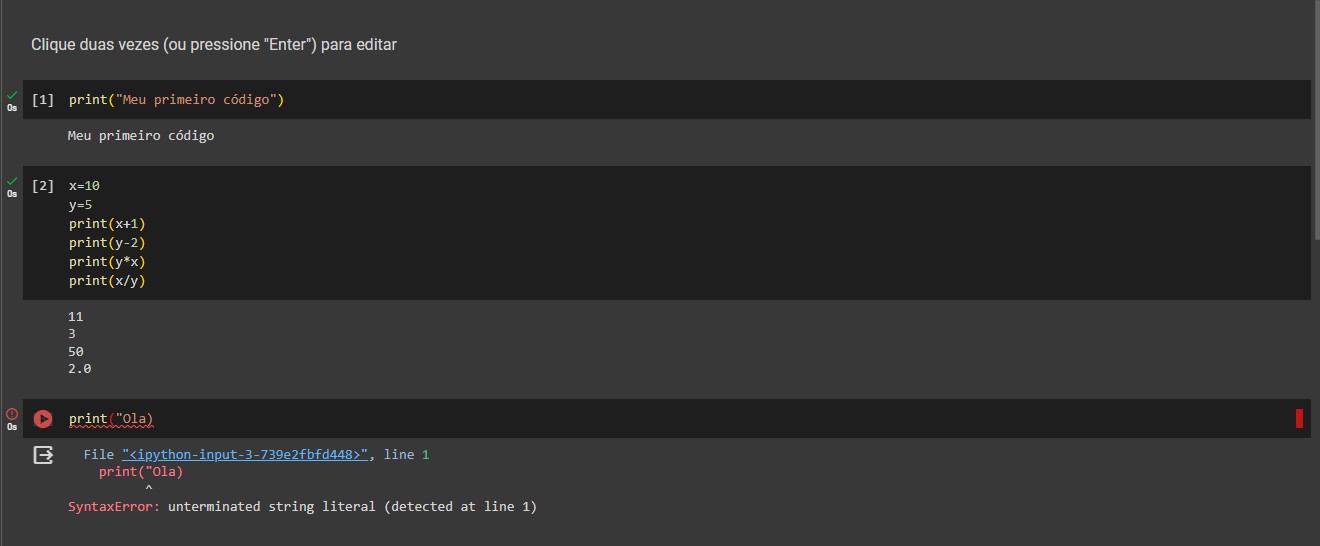 Clique duas vezes (ou pressione "Enter") para editar
0s
[1] print("Meu primeiro código")
Meu primeiro código
0s
[2] x=10
y=5
print(x+1)
print(y-2)
print(y*x)
print(x/y)
11
3
50
2.0
0s
print("Ola)
File "<ipython-input-3-739e2fbfd448>", line 1
print("Ola)
^
SyntaxError: unterminated string literal (detected at line 1)